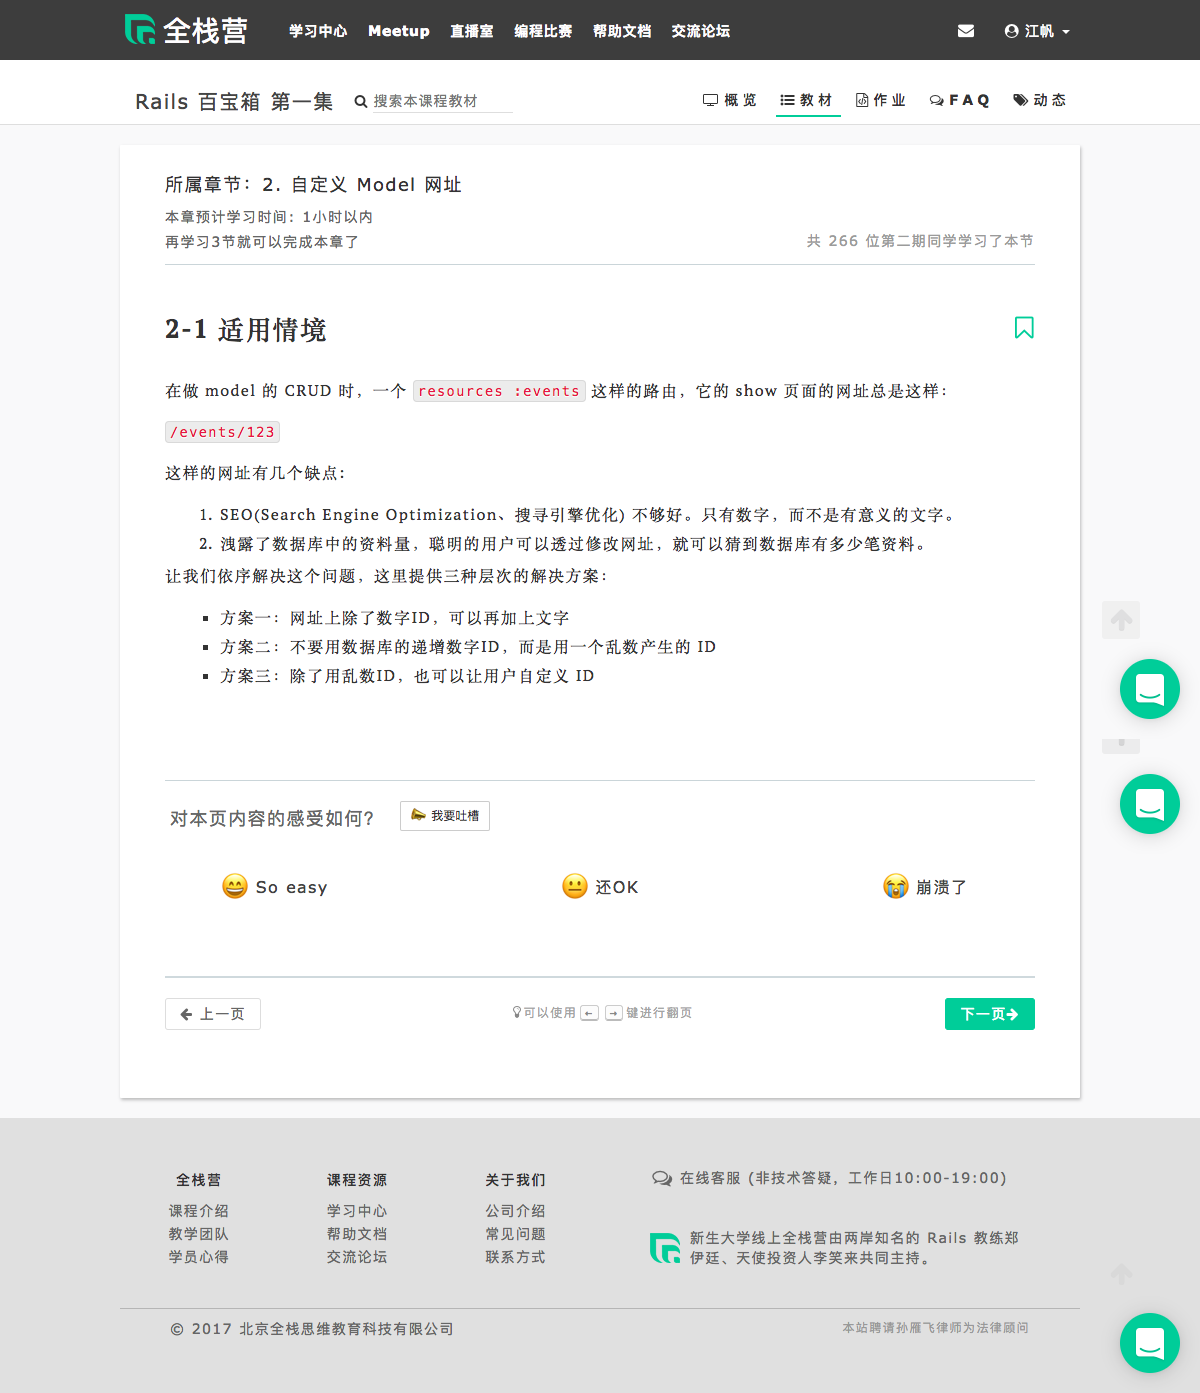 全栈营 学习中心 Meetup 直播室 编程比赛 帮助文档 交流论坛 江帆
Rails 百宝箱 第一集 搜索本课程教材 概览 教材 作业 FAQ 动态
所属章节：2. 自定义 Model 网址
本章预计学习时间：1小时以内
再学习3节就可以完成本章了 共 266 位第二期同学学习了本节
2-1 适用情境
在做 model 的 CRUD 时，一个 resources :events 这样的路由，它的 show 页面的网址总是这样：
/events/123
这样的网址有几个缺点：
1. SEO(Search Engine Optimization、搜寻引擎优化) 不够好。只有数字，而不是有意义的文字。
2. 洩露了数据库中的资料量，聪明的用户可以透过修改网址，就可以猜到数据库有多少笔资料。
让我们依序解决这个问题，这里提供三种层次的解决方案：
方案一：网址上除了数字ID，可以再加上文字
方案二：不要用数据库的递增数字ID，而是用一个乱数产生的 ID
方案三：除了用乱数ID，也可以让用户自定义 ID
对本页内容的感受如何？ 我要吐槽
So easy 还OK 崩溃了
上一页 可以使用 ← → 键进行翻页 下一页
全栈营 课程资源 关于我们 在线客服 (非技术答疑，工作日10:00-19:00)
课程介绍 学习中心 公司介绍
教学团队 帮助文档 常见问题
学员心得 交流论坛 联系方式
新生大学线上全栈营由两岸知名的 Rails 教练郑
伊廷、天使投资人李笑来共同主持。
© 2017 北京全栈思维教育科技有限公司 本站聘请孙雁飞律师为法律顾问